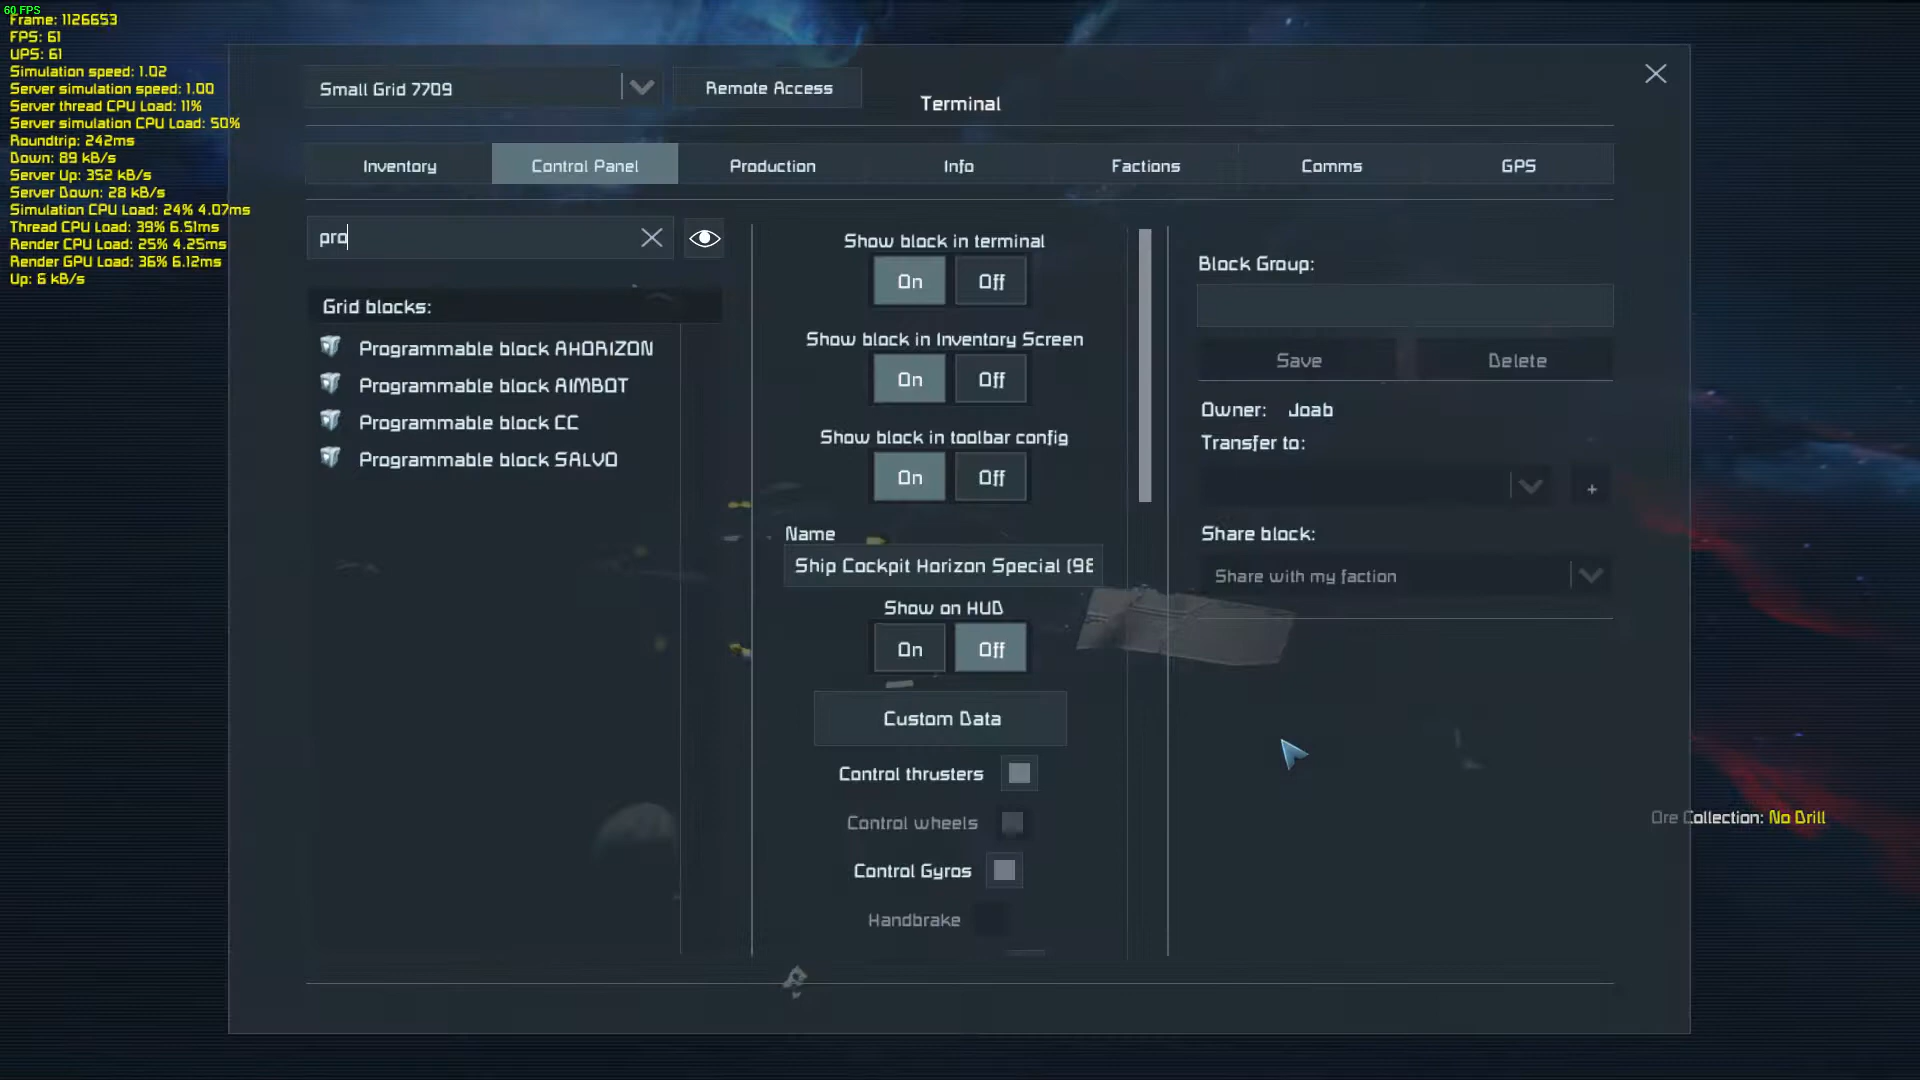 60 FPS
Frame: 1126653
FPS: 61
UPS: 61
Simulation speed: 1.02
Server simulation speed: 1.00
Server thread CPU Load: 11%
Server simulation CPU Load: 50%
Roundtrip: 242ms
Down: 89 kB/s
Server Up: 352 kB/s
Server Down: 28 kB/s
Simulation CPU Load: 24% 4.07ms
Thread CPU Load: 39% 6.51ms
Render CPU Load: 25% 4.25ms
Render GPU Load: 36% 6.12ms
Up: 6 kB/s
Small Grid 7709
Remote Access
Terminal
Inventory
Control Panel
Production
Info
Factions
Comms
GPS
pro
Grid blocks:
Programmable block AHORIZON
Programmable block AIMBOT
Programmable block CC
Programmable block SALVO
Show block in terminal
On Off
Show block in Inventory Screen
On Off
Show block in toolbar config
On Off
Name
Ship Cockpit Horizon Special (98
Show on HUD
On Off
Custom Data
Control thrusters
Control wheels
Control Gyros
Handbrake
Block Group:
Save
Delete
Owner: Joab
Transfer to:
+
Share block:
Share with my faction
Ore Collection: No Drill